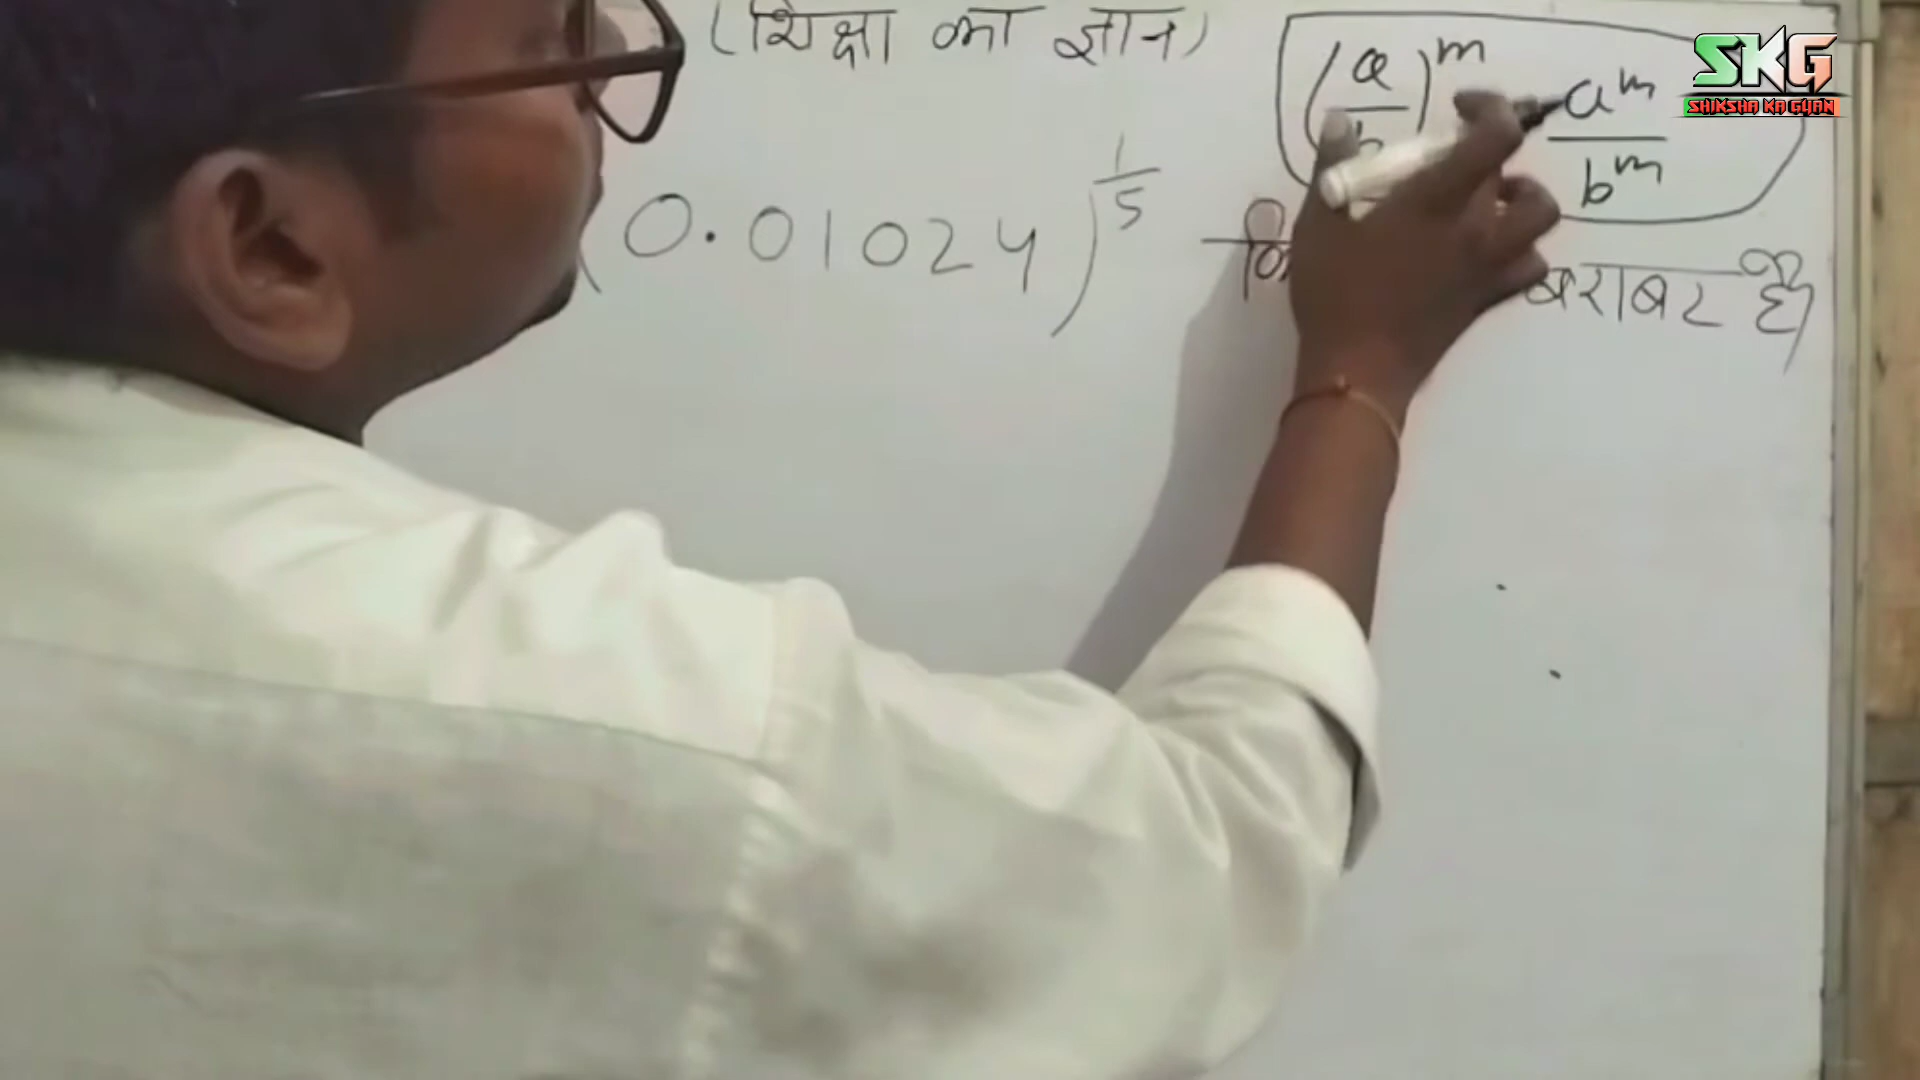 (शिक्षा का ज्ञान)
(a/b)^m = a^m/b^m
SKG
SHIKSHA KA GYAN
(0.01024)^1/5 बराबर है